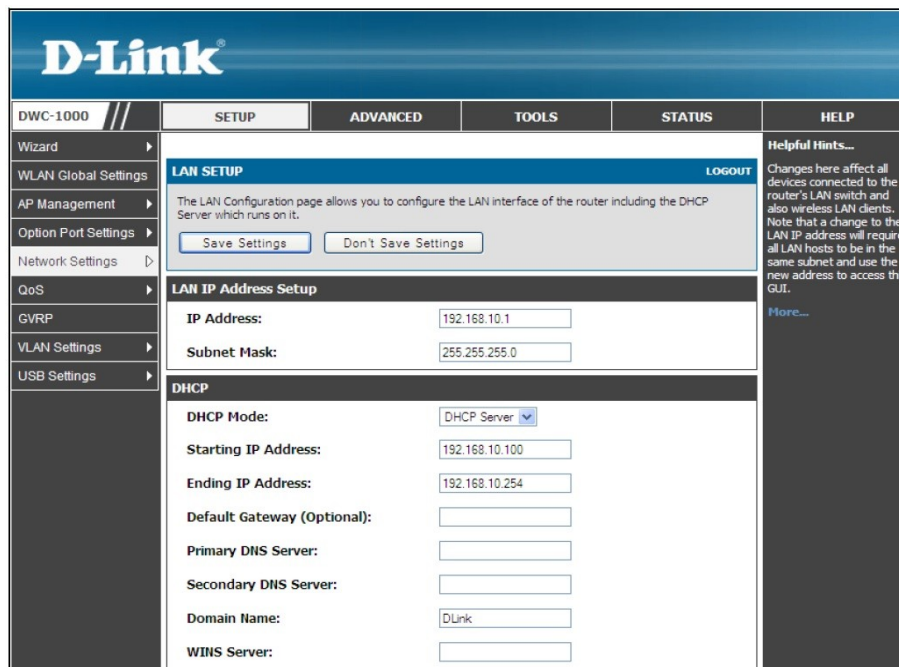 D-Link®
DWC-1000
SETUP
ADVANCED
TOOLS
STATUS
HELP
Wizard
WLAN Global Settings
AP Management
Option Port Settings
Network Settings
QoS
GVRP
VLAN Settings
USB Settings
LAN SETUP
LOGOUT
The LAN Configuration page allows you to configure the LAN interface of the router including the DHCP
Server which runs on it.
Save Settings
Don't Save Settings
LAN IP Address Setup
IP Address: 192.168.10.1
Subnet Mask: 255.255.255.0
DHCP
DHCP Mode: DHCP Server
Starting IP Address: 192.168.10.100
Ending IP Address: 192.168.10.254
Default Gateway (Optional):
Primary DNS Server:
Secondary DNS Server:
Domain Name: DLink
WINS Server:
Helpful Hints...
Changes here affect all
devices connected to the
router's LAN switch and
also wireless LAN clients.
Note that a change to the
LAN IP address will require
all LAN hosts to be in the
same subnet and use the
new address to access th
GUI.
More...